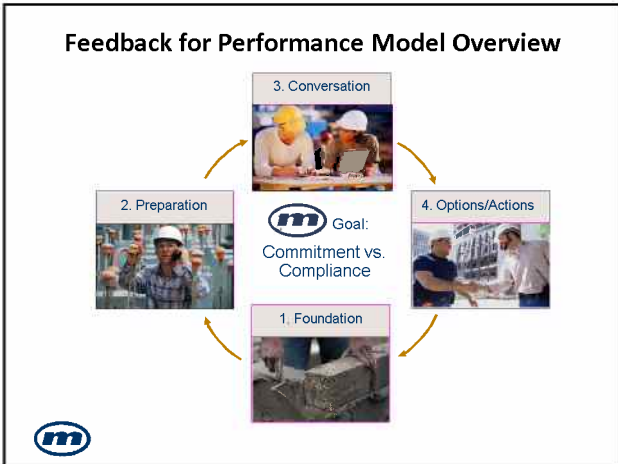 Feedback for Performance Model Overview
3. Conversation
2. Preparation
4. Options/Actions
m Goal:
Commitment vs.
Compliance
1. Foundation
m